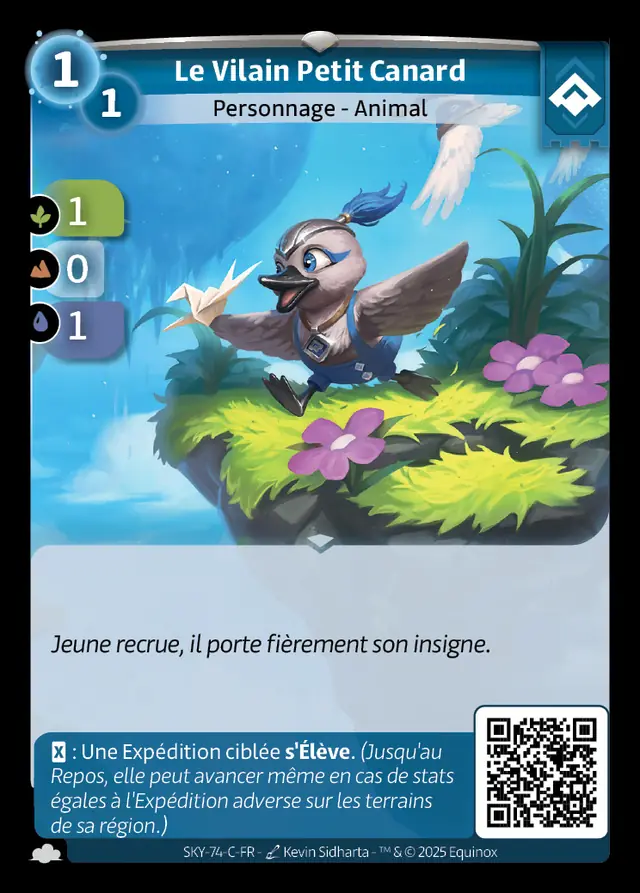 1
1
Le Vilain Petit Canard
Personnage - Animal
1
0
1
Jeune recrue, il porte fièrement son insigne.
X : Une Expédition ciblée s'Élève. (Jusqu'au
Repos, elle peut avancer même en cas de stats
égales à l'Expédition adverse sur les terrains
de sa région.)
SKY-74-C-FR - Kevin Sidharta - ™ & © 2025 Equinox